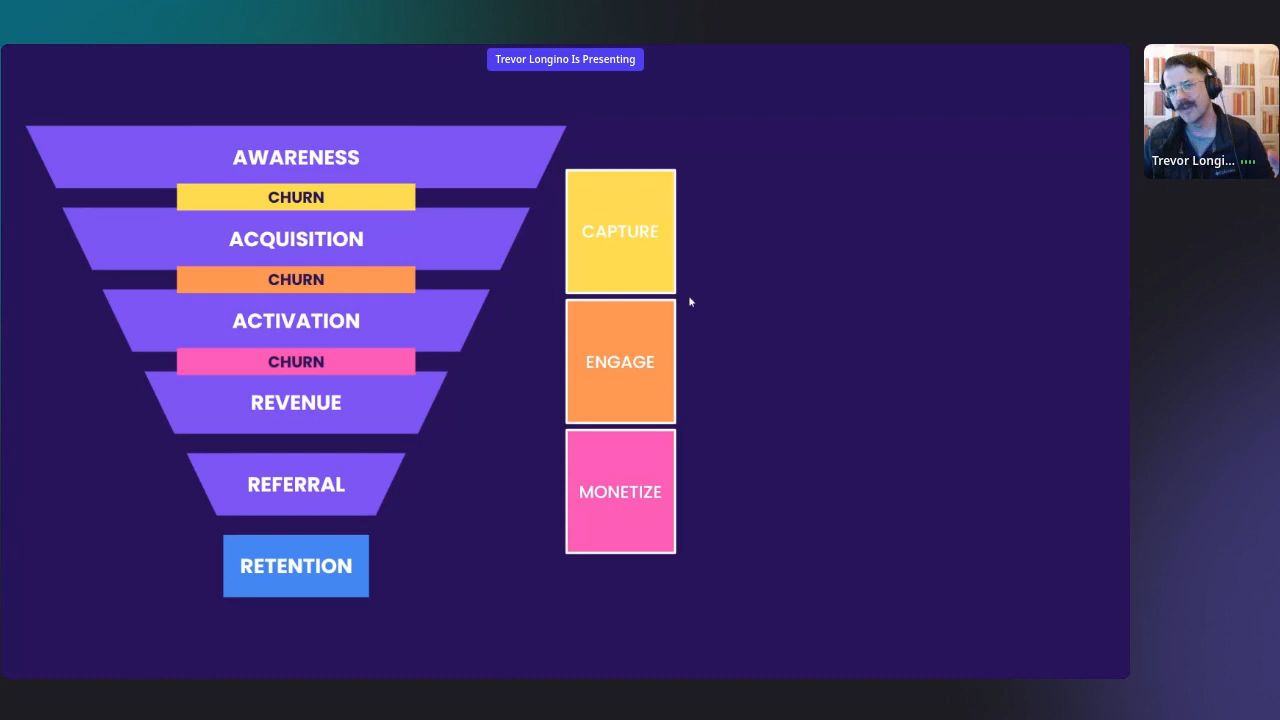 Trevor Longino Is Presenting
AWARENESS
CHURN
ACQUISITION
CHURN
ACTIVATION
CHURN
REVENUE
REFERRAL
RETENTION
CAPTURE
ENGAGE
MONETIZE
Trevor Longi...